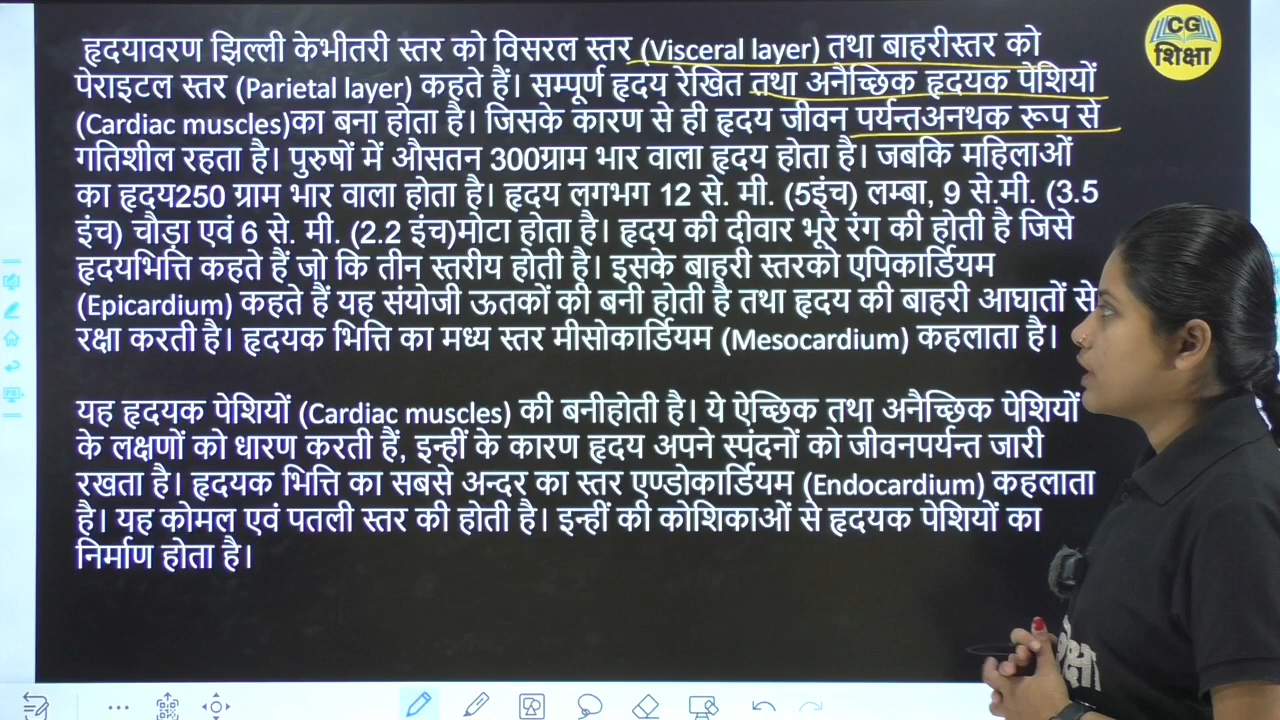 हृदयावरण झिल्ली केभीतरी स्तर को विसरल स्तर (Visceral layer) तथा बाहरीस्तर को
पेराइटल स्तर (Parietal layer) कहते हैं। सम्पूर्ण हृदय रेखित तथा अनैच्छिक हृदयक पेशियों
(Cardiac muscles)का बना होता है। जिसके कारण से ही हृदय जीवन पर्यन्तअनथक रूप से
गतिशील रहता है। पुरुषों में औसतन 300ग्राम भार वाला हृदय होता है। जबकि महिलाओं
का हृदय250 ग्राम भार वाला होता है। हृदय लगभग 12 से. मी. (5इंच) लम्बा, 9 से.मी. (3.5
इंच) चौड़ा एवं 6 से. मी. (2.2 इंच)मोटा होता है। हृदय की दीवार भूरे रंग की होती है जिसे
हृदयभित्ति कहते हैं जो कि तीन स्तरीय होती है। इसके बाहरी स्तरको एपिकार्डियम
(Epicardium) कहते हैं यह संयोजी ऊतकों की बनी होती है तथा हृदय की बाहरी आघातों से
रक्षा करती है। हृदयक भित्ति का मध्य स्तर मीसोकार्डियम (Mesocardium) कहलाता है।
यह हृदयक पेशियों (Cardiac muscles) की बनीहोती है। ये ऐच्छिक तथा अनैच्छिक पेशियों
के लक्षणों को धारण करती हैं, इन्हीं के कारण हृदय अपने स्पंदनों को जीवनपर्यन्त जारी
रखता है। हृदयक भित्ति का सबसे अन्दर का स्तर एण्डोकार्डियम (Endocardium) कहलाता
है। यह कोमल एवं पतली स्तर की होती है। इन्हीं की कोशिकाओं से हृदयक पेशियों का
निर्माण होता है।
CG
शिक्षा